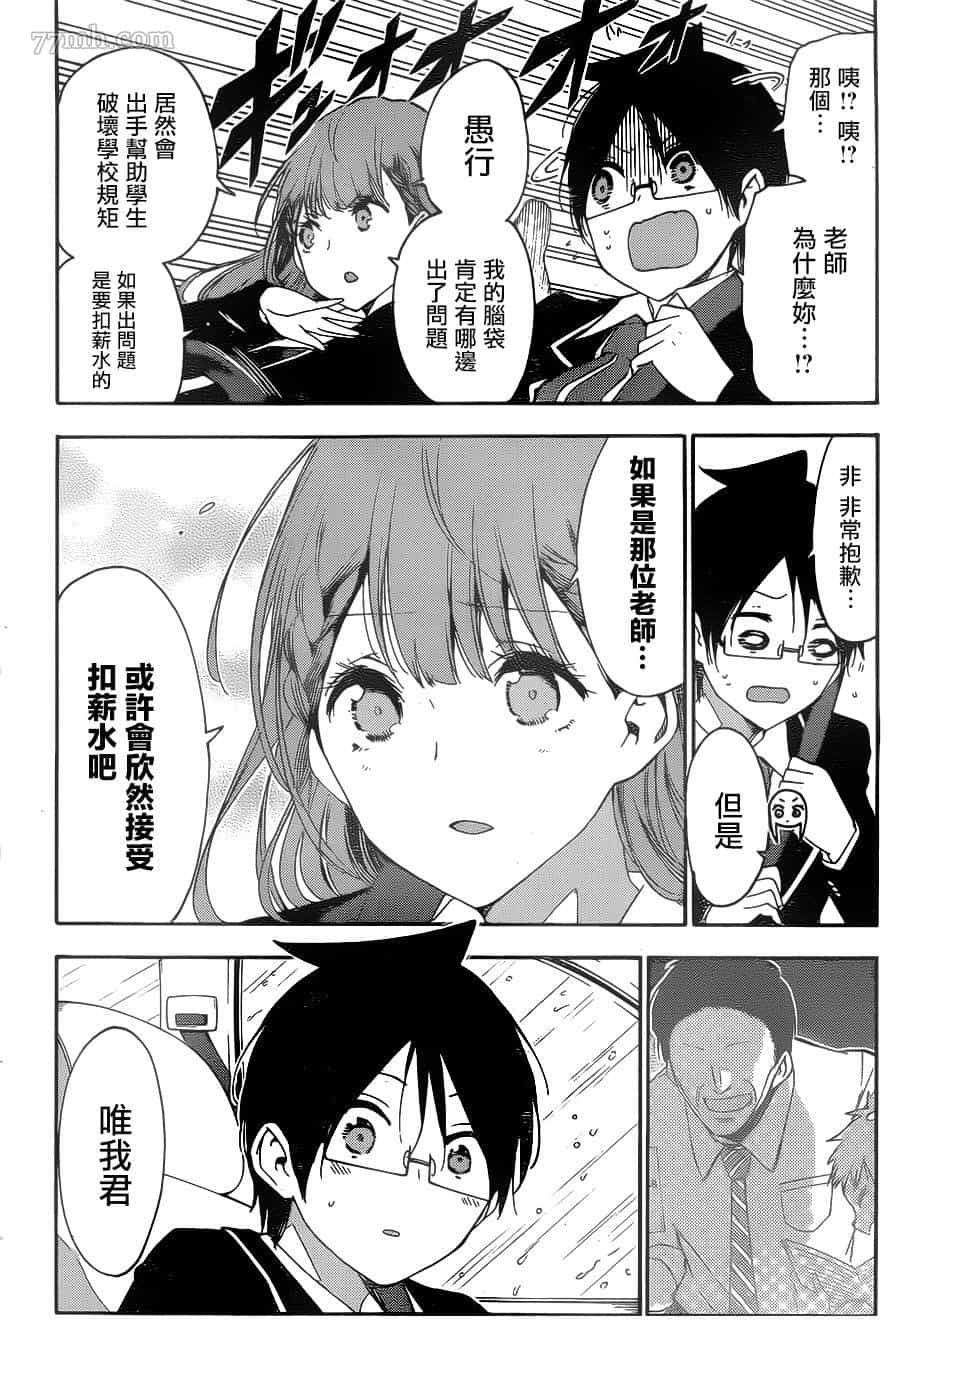 77mh.com
咦!?咦!?
那個…
老師
為什麼妳…!?
愚行
我的腦袋
肯定有哪邊
出了問題
居然會
出手幫助學生
破壞學校規矩
如果出問題
是要扣薪水的
非 非常抱歉…
但是
如果是那位老師…
或許會欣然接受
扣薪水吧
唯我君